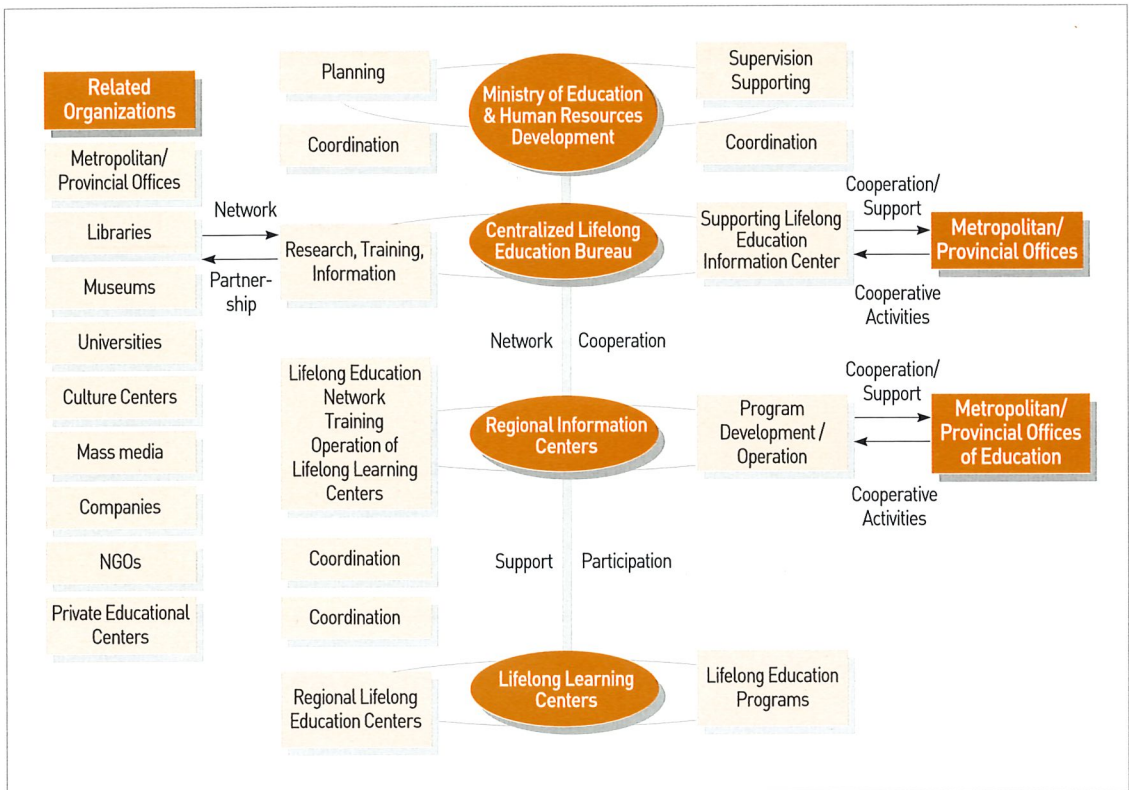 Related
Organizations
Metropolitan/
Provincial Offices
Libraries
Museums
Universities
Culture Centers
Mass media
Companies
NGOs
Private Educational
Centers
Network
Partner-
ship
Planning
Coordination
Ministry of Education
& Human Resources
Development
Supervision
Supporting
Coordination
Research, Training,
Information
Centralized Lifelong
Education Bureau
Supporting Lifelong
Education
Information Center
Cooperation/
Support
Cooperative
Activities
Metropolitan/
Provincial Offices
Network
Cooperation
Lifelong Education
Network
Training
Operation of
Lifelong Learning
Centers
Regional Information
Centers
Program
Development /
Operation
Cooperation/
Support
Cooperative
Activities
Metropolitan/
Provincial Offices
of Education
Coordination
Coordination
Support
Participation
Regional Lifelong
Education Centers
Lifelong Learning
Centers
Lifelong Education
Programs